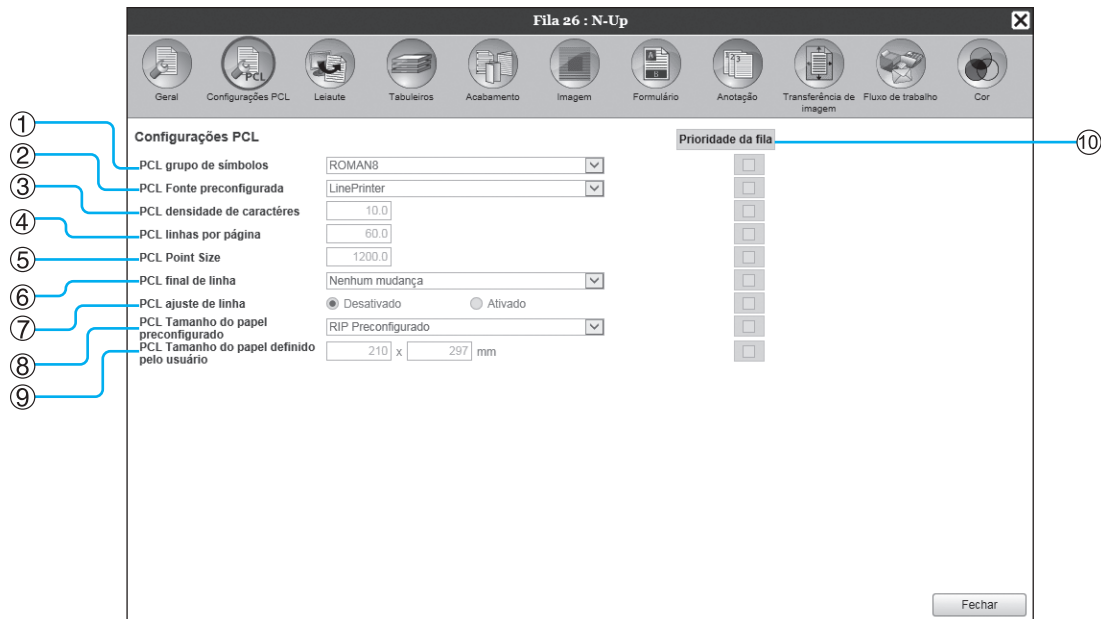 Fila 26 : N-Up
Geral
Configurações PCL
Leiaute
Tabuleiros
Acabamento
Imagem
Formulário
Anotação
Transferência de
imagem
Fluxo de trabalho
Cor
PCL
A
B
1 2 3
Configurações PCL
Prioridade da fila
⑩
① PCL grupo de símbolos ROMAN8
② PCL Fonte preconfigurada LinePrinter
③ PCL densidade de caractéres 10.0
④ PCL linhas por página 60.0
⑤ PCL Point Size 1200.0
⑥ PCL final de linha Nenhum mudança
⑦ PCL ajuste de linha Desativado Ativado
⑧ PCL Tamanho do papel
preconfigurado RIP Preconfigurado
⑨ PCL Tamanho do papel definido
pelo usuário 210 x 297 mm
Fechar